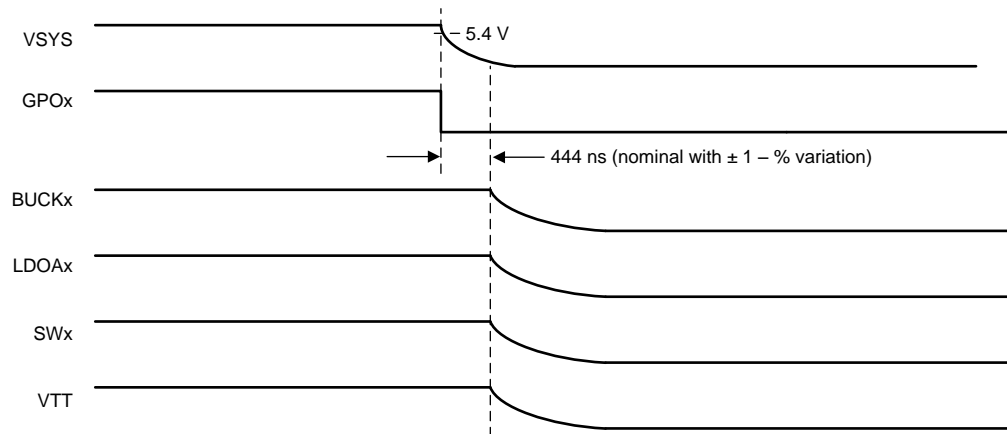 VSYS
5.4 V
GPOx
444 ns (nominal with ± 1 – % variation)
BUCKx
LDOAx
SWx
VTT